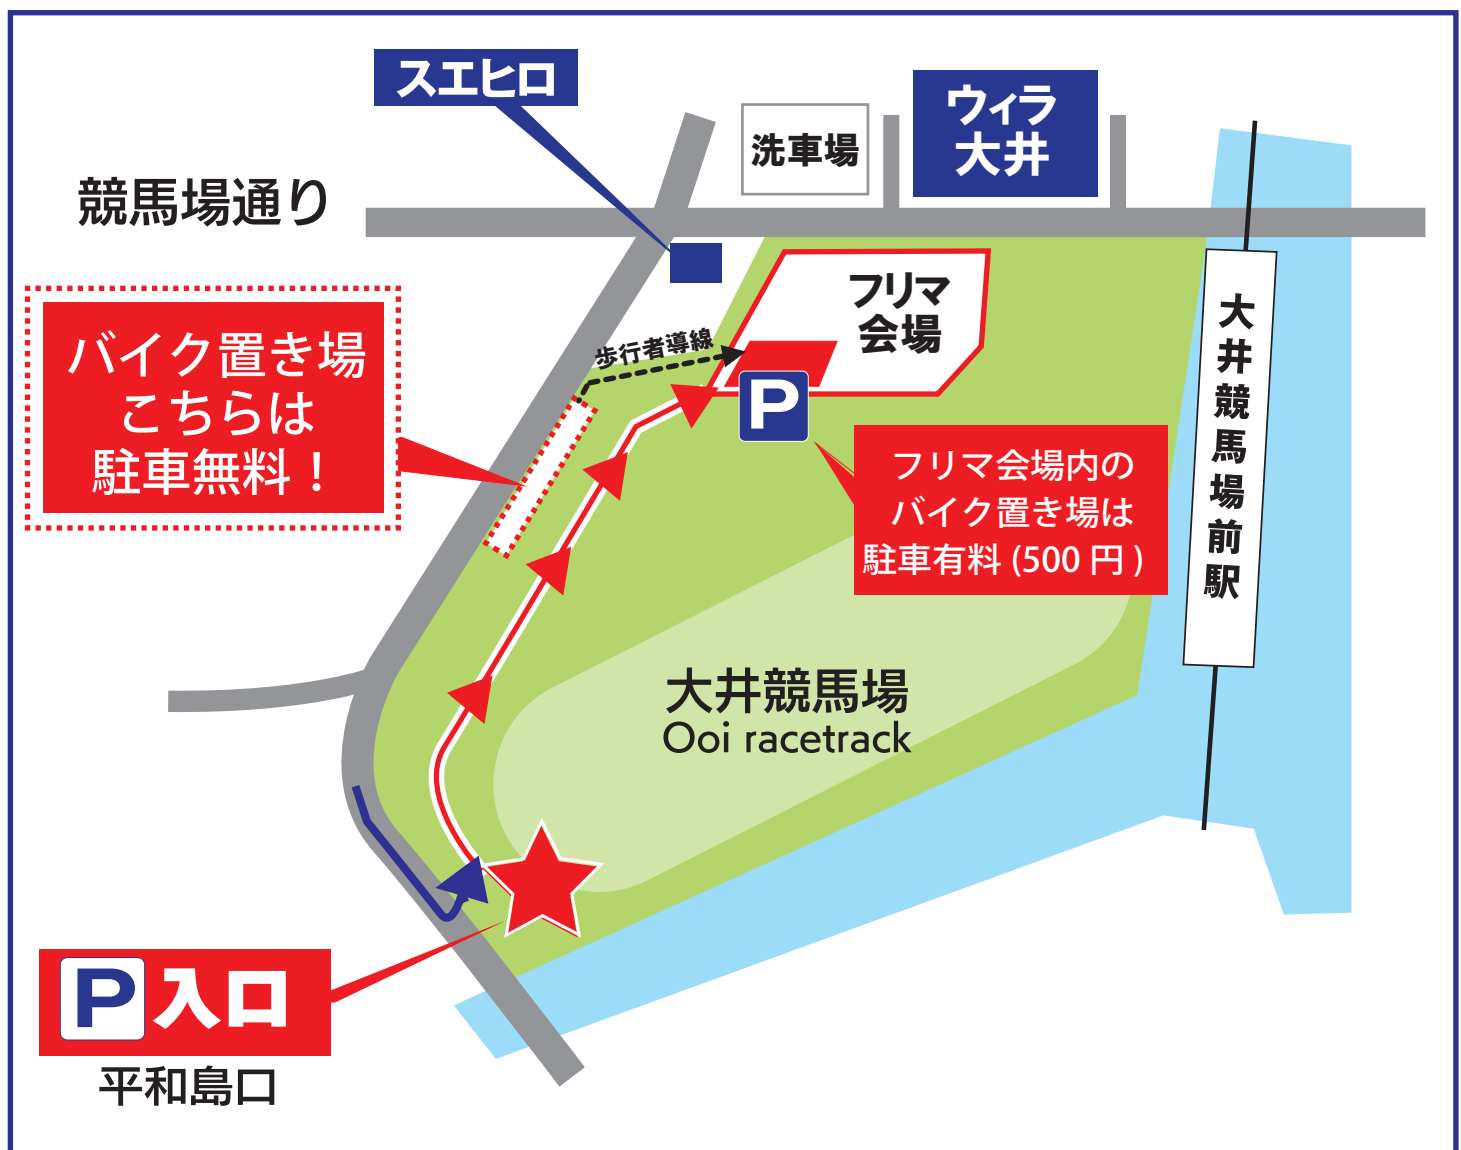 スエヒロ
洗車場
ウィラ
大井
競馬場通り
バイク置き場
こちらは
駐車無料！
歩行者導線
フリマ
会場
P
フリマ会場内の
バイク置き場は
駐車有料(500円)
大井競馬場前駅
大井競馬場
Ooi racetrack
P入口
平和島口